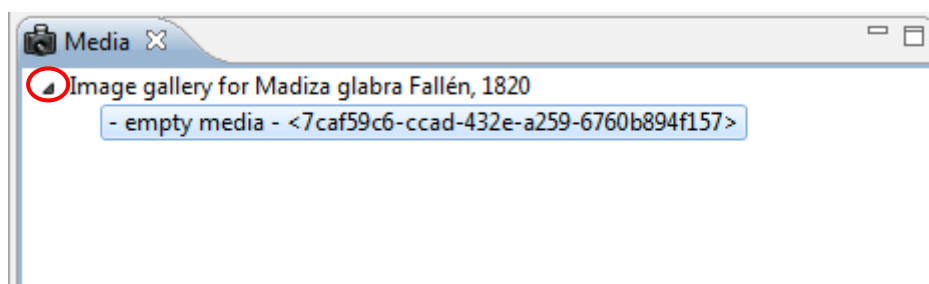 Media
Image gallery for Madiza glabra Fallén, 1820
- empty media - <7caf59c6-ccad-432e-a259-6760b894f157>